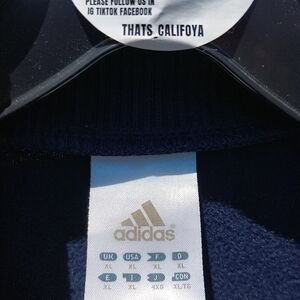 PLEASE FOLLOW US IN
IG TIKTOK FACEBOOK
THATS_CALIFOYA
adidas
UK USA F D
XL XL XL XL
E I J CON
XL XL 4XO XL/TG